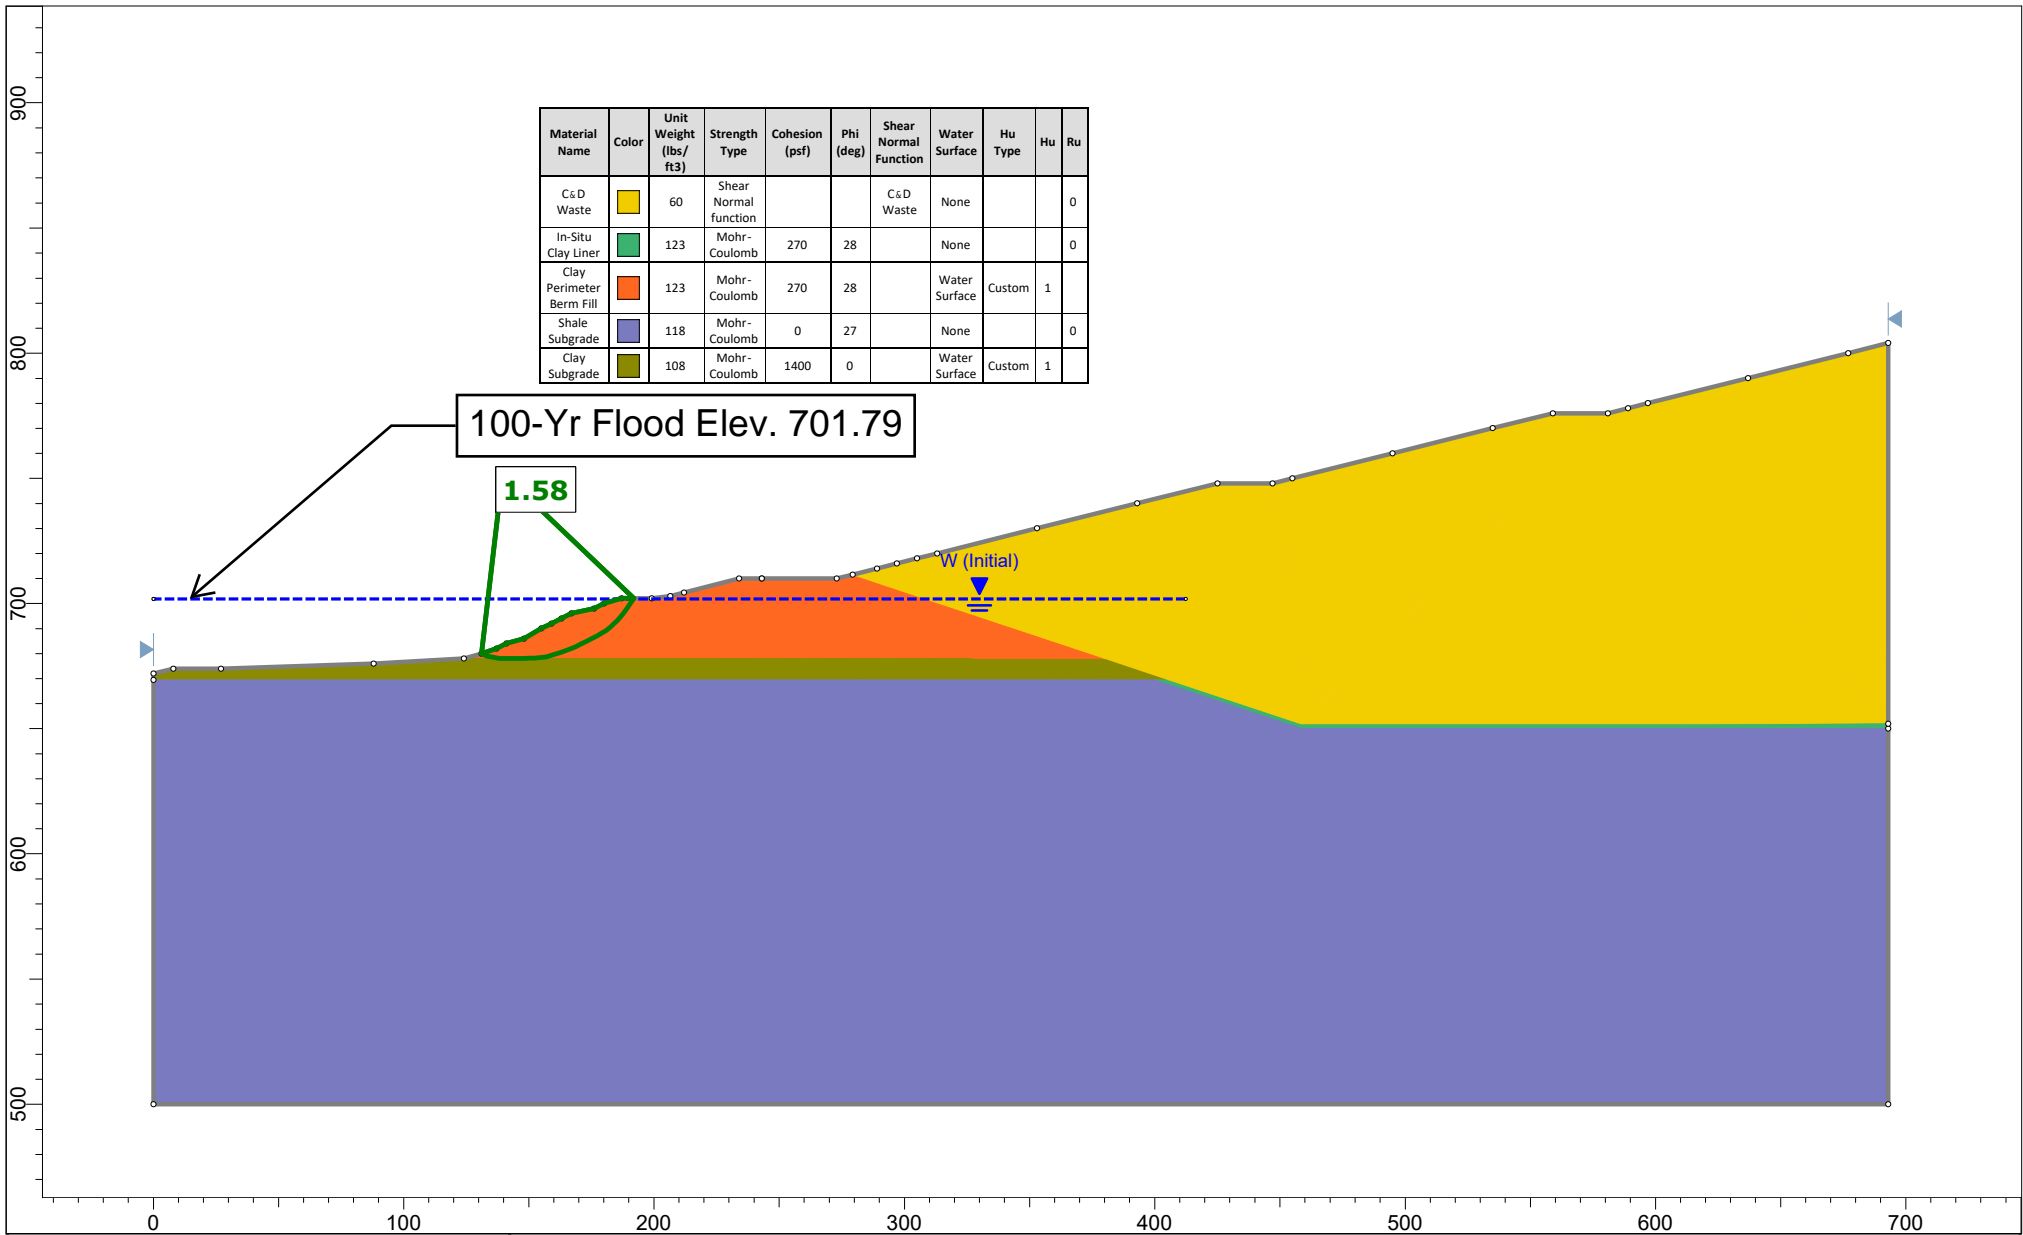 900
800
700
600
500
Material Name Color Unit Weight (lbs/ft3) Strength Type Cohesion (psf) Phi (deg) Shear Normal Function Water Surface Hu Type Hu Ru
C&D Waste 60 Shear Normal function C&D Waste None 0
In-Situ Clay Liner 123 Mohr-Coulomb 270 28 None 0
Clay Perimeter Berm Fill 123 Mohr-Coulomb 270 28 Water Surface Custom 1
Shale Subgrade 118 Mohr-Coulomb 0 27 None 0
Clay Subgrade 108 Mohr-Coulomb 1400 0 Water Surface Custom 1
100-Yr Flood Elev. 701.79
1.58
W (Initial)
0 100 200 300 400 500 600 700